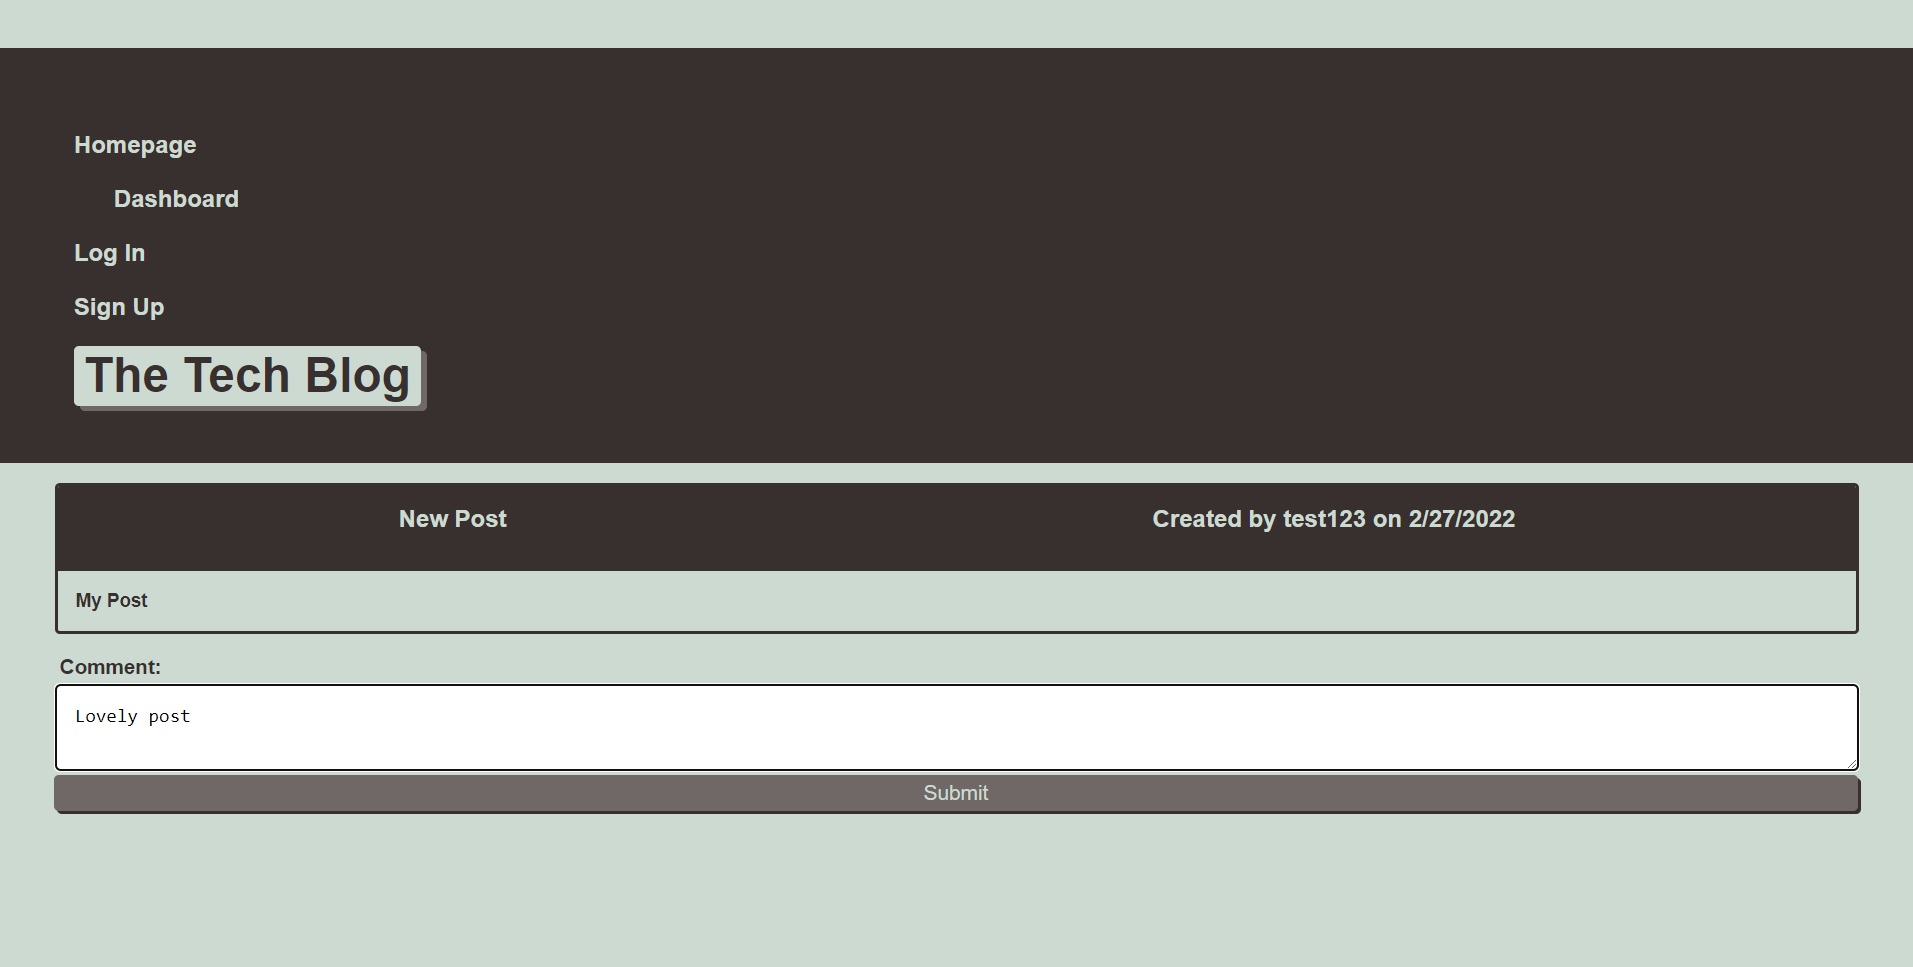 Homepage
Dashboard
Log In
Sign Up
The Tech Blog
New Post
Created by test123 on 2/27/2022
My Post
Comment:
Lovely post
Submit